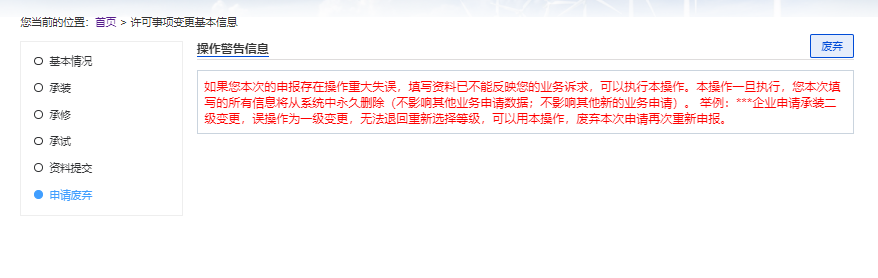 您当前的位置：首页 > 许可事项变更基本信息
基本情况
承装
承修
承试
资料提交
申请废弃
操作警告信息
废弃
如果您本次的申报存在操作重大失误，填写资料已不能反映您的业务诉求，可以执行本操作。本操作一旦执行，您本次填
写的所有信息将从系统中永久删除（不影响其他业务申请数据；不影响其他新的业务申请）。 举例：***企业申请承装二
级变更，误操作为一级变更，无法退回重新选择等级，可以用本操作，废弃本次申请再次重新申报。